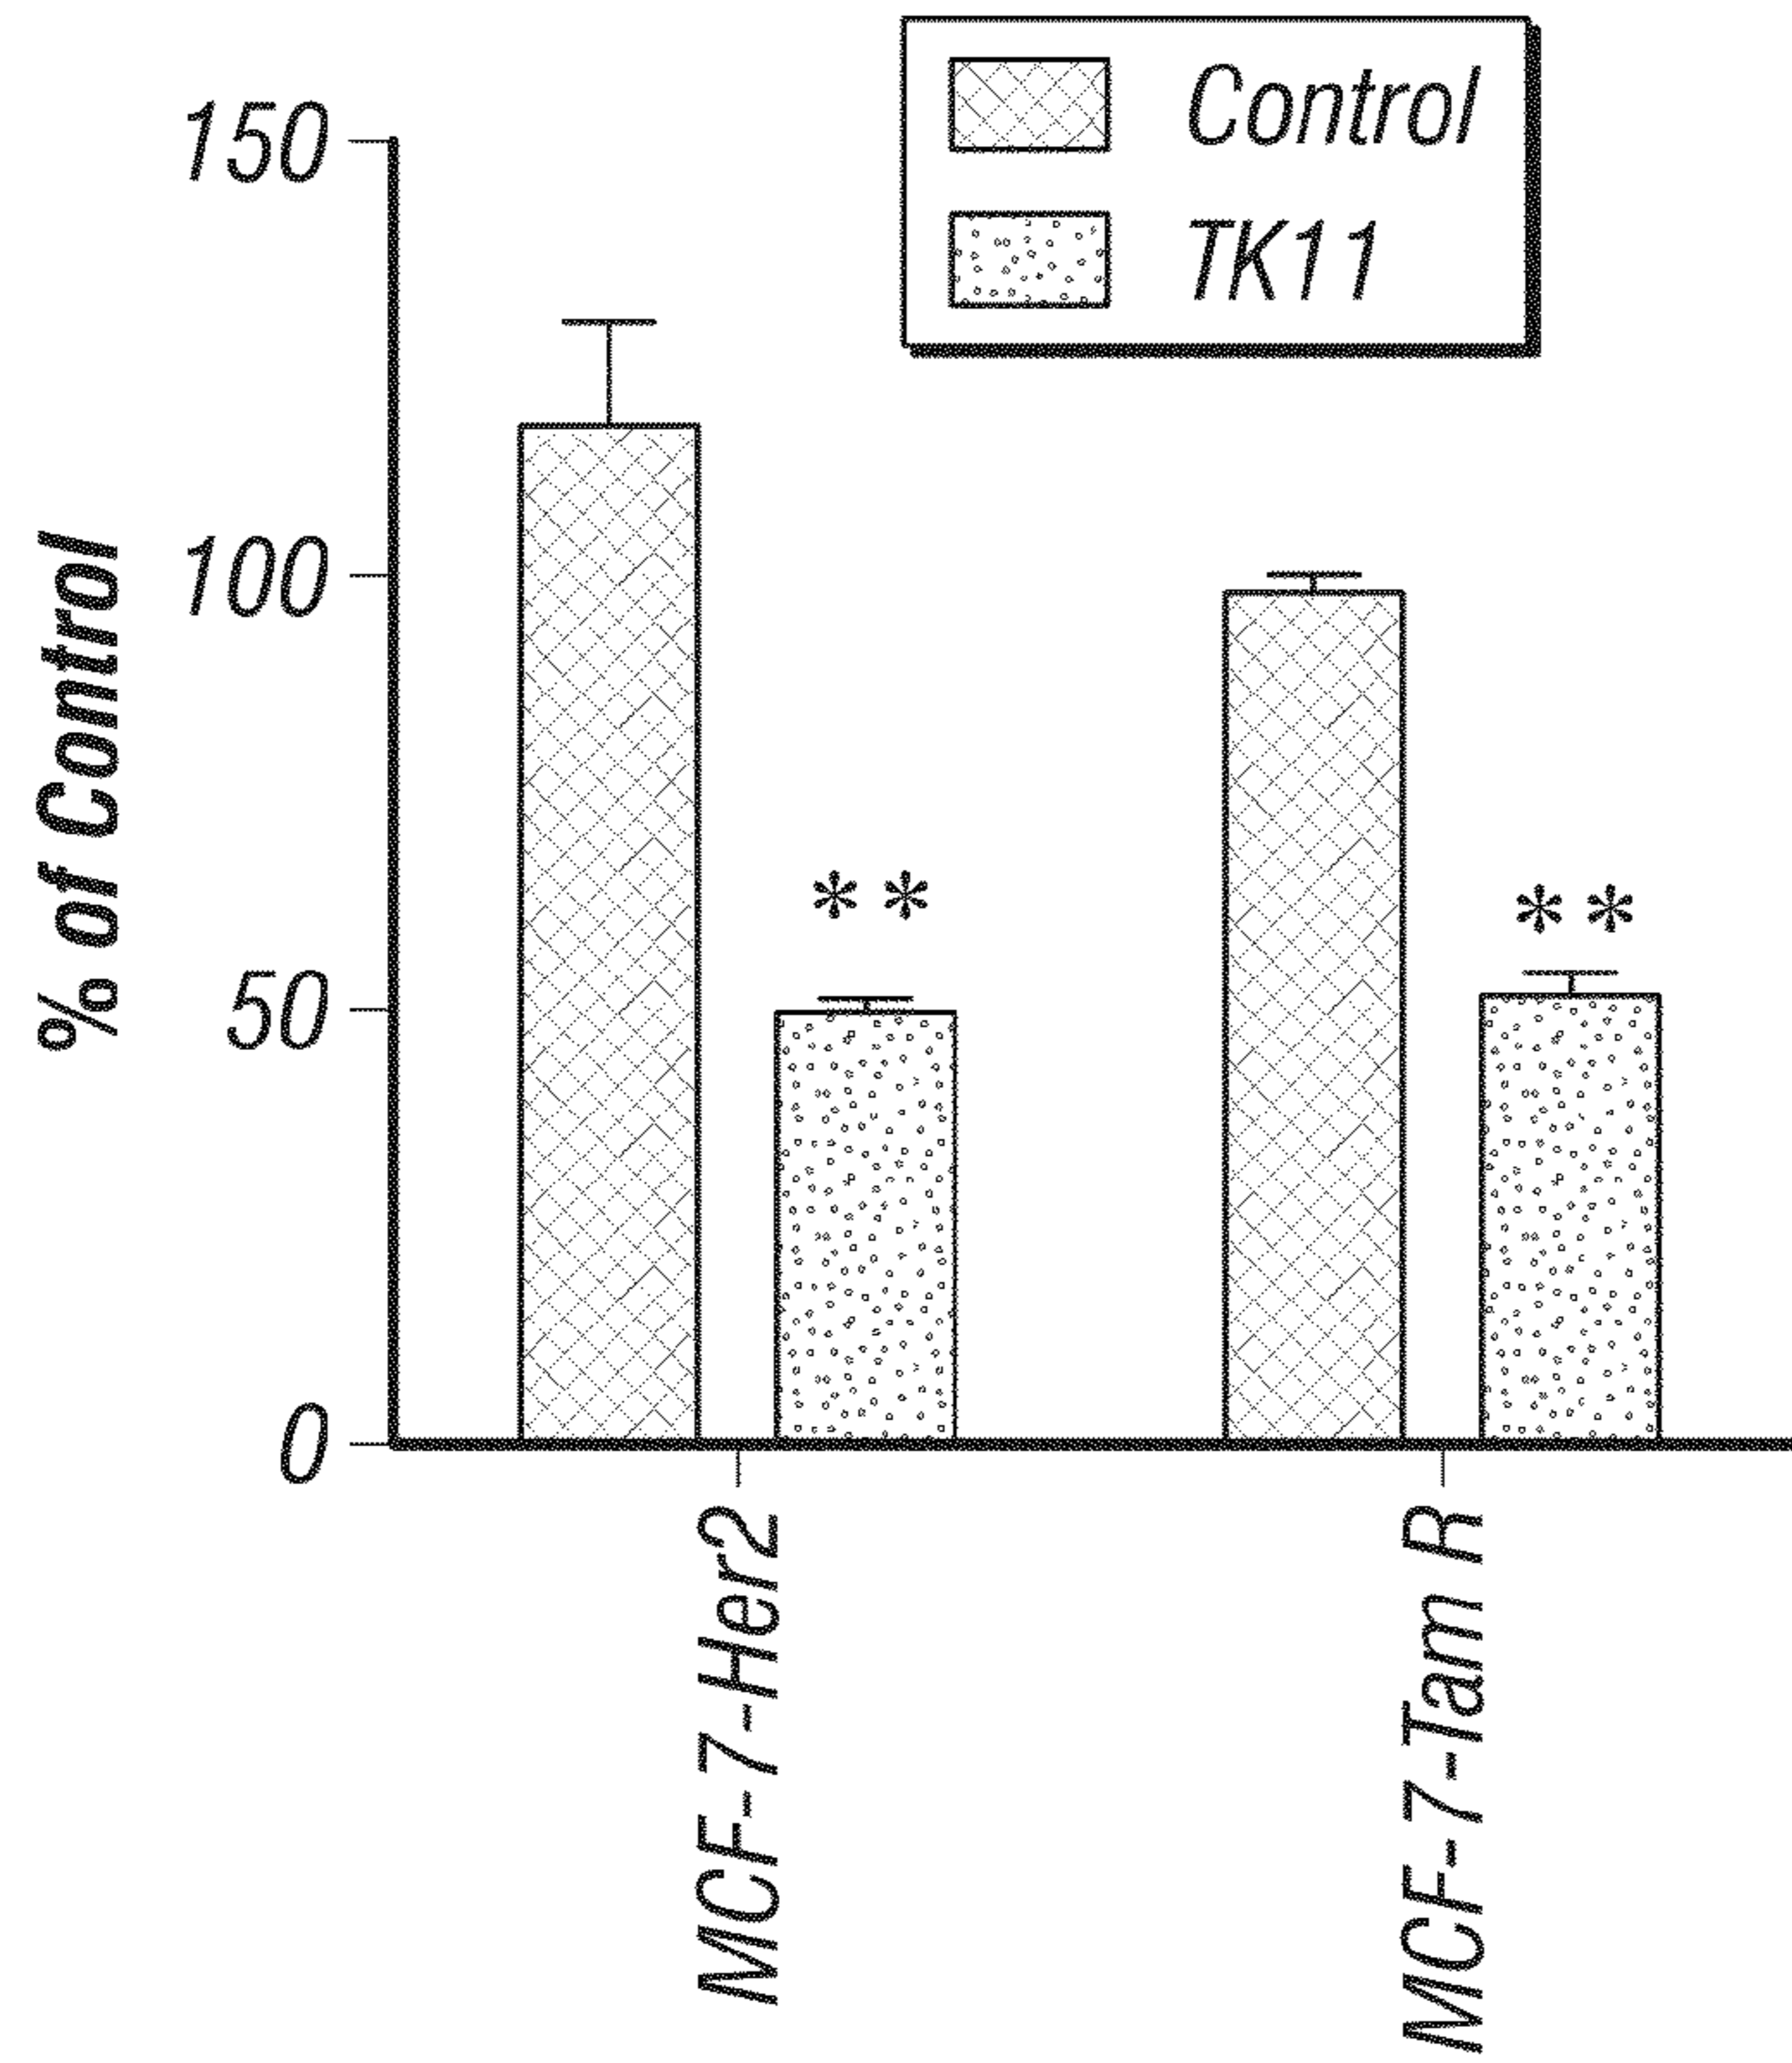 Control
TK11
% of Control
150
100
50
0
* *
* *
MCF-7-Her2
MCF-7-Tam R